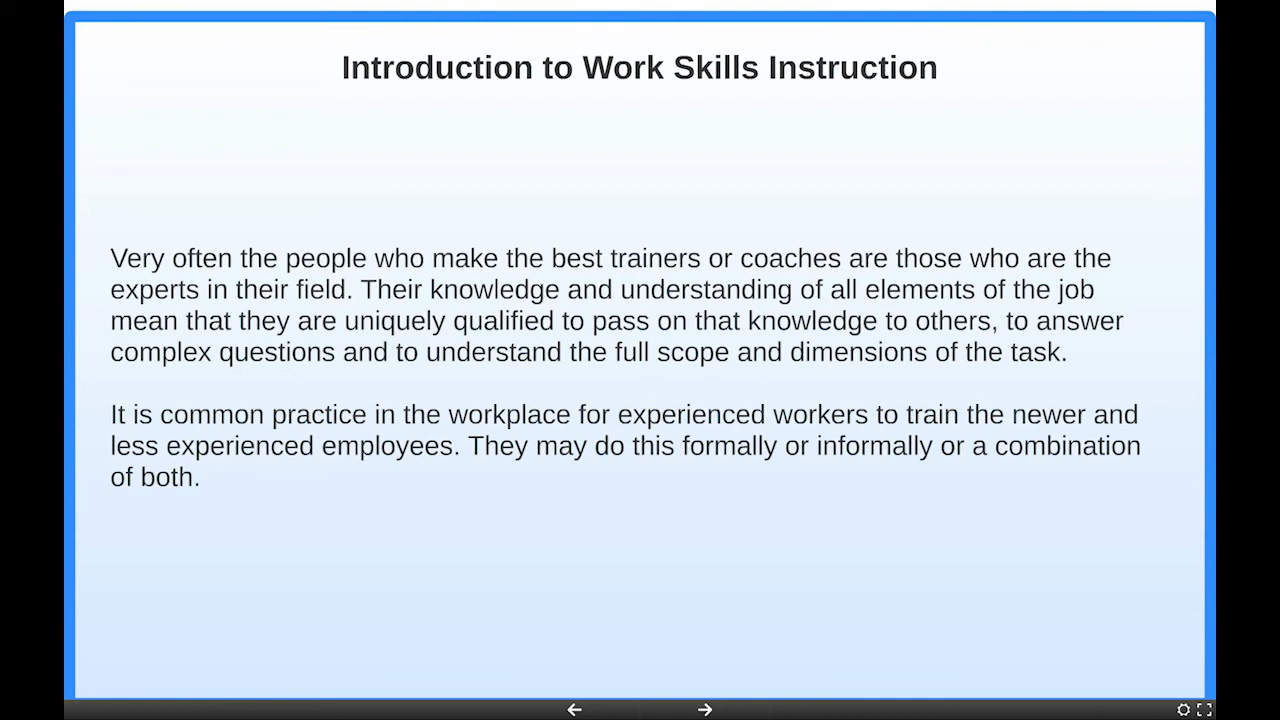 Introduction to Work Skills Instruction
Very often the people who make the best trainers or coaches are those who are the
experts in their field. Their knowledge and understanding of all elements of the job
mean that they are uniquely qualified to pass on that knowledge to others, to answer
complex questions and to understand the full scope and dimensions of the task.
It is common practice in the workplace for experienced workers to train the newer and
less experienced employees. They may do this formally or informally or a combination
of both.